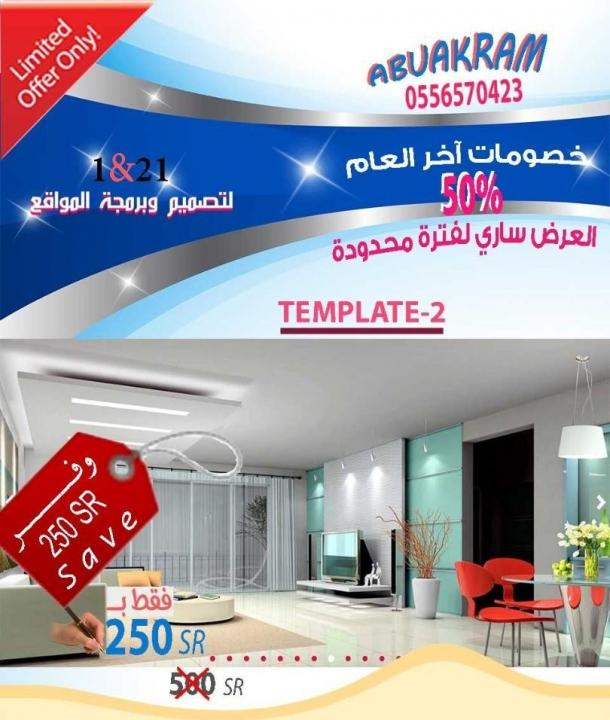 Limited
Offer Only!
ABUAKRAM
0556570423
1&21
لتصميم وبرمجة المواقع
خصومات آخر العام
50%
العرض ساري لفترة محدودة
TEMPLATE-2
وفـــر
250 SR
Save
فقط بـ
250 SR
500 SR